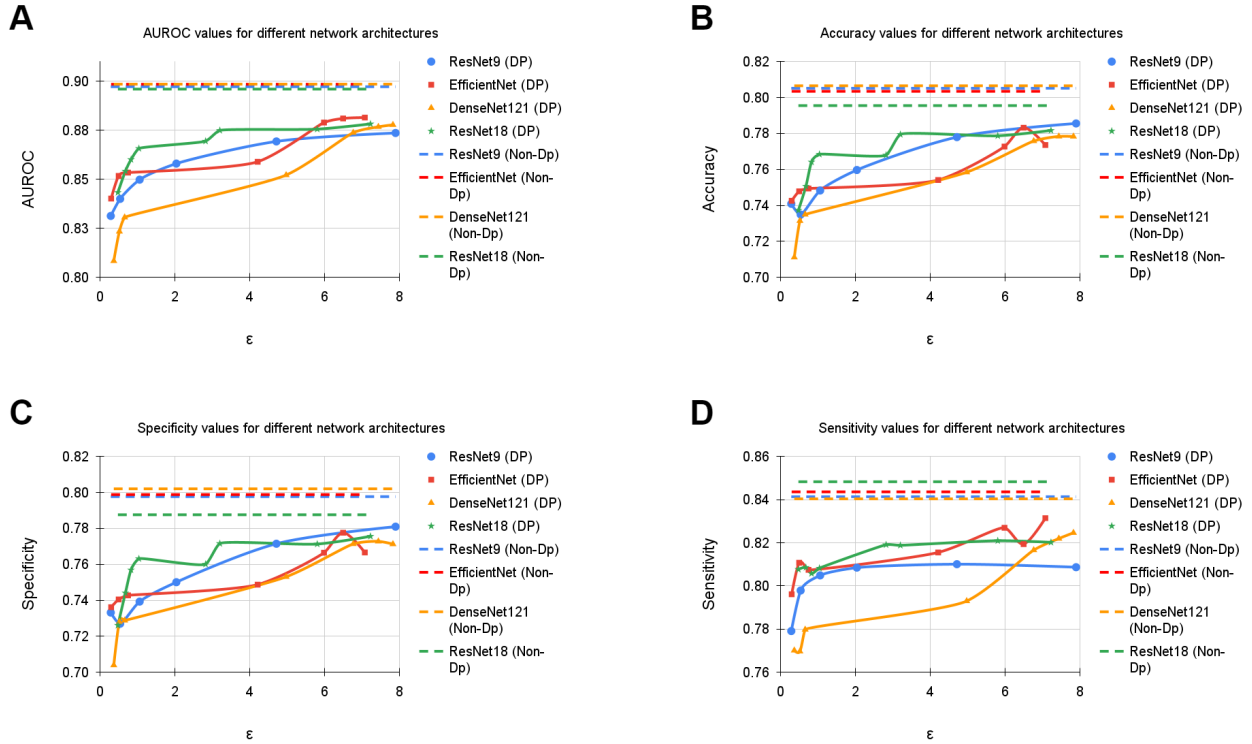 A
AUROC values for different network architectures
AUROC
0.90
0.88
0.85
0.83
0.80
0
2
4
6
8
ε
ResNet9 (DP)
EfficientNet (DP)
DenseNet121 (DP)
ResNet18 (DP)
ResNet9 (Non-Dp)
EfficientNet (Non-
Dp)
DenseNet121
(Non-Dp)
ResNet18 (Non-
Dp)
B
Accuracy values for different network architectures
Accuracy
0.82
0.80
0.78
0.76
0.74
0.72
0.70
0
2
4
6
8
ε
ResNet9 (DP)
EfficientNet (DP)
DenseNet121 (DP)
ResNet18 (DP)
ResNet9 (Non-Dp)
EfficientNet (Non-
Dp)
DenseNet121
(Non-Dp)
ResNet18 (Non-
Dp)
C
Specificity values for different network architectures
Specificity
0.82
0.80
0.78
0.76
0.74
0.72
0.70
0
2
4
6
8
ε
ResNet9 (DP)
EfficientNet (DP)
DenseNet121 (DP)
ResNet18 (DP)
ResNet9 (Non-Dp)
EfficientNet (Non-
Dp)
DenseNet121
(Non-Dp)
ResNet18 (Non-
Dp)
D
Sensitivity values for different network architectures
Sensitivity
0.86
0.84
0.82
0.80
0.78
0.76
0
2
4
6
8
ε
ResNet9 (DP)
EfficientNet (DP)
DenseNet121 (DP)
ResNet18 (DP)
ResNet9 (Non-Dp)
EfficientNet (Non-
Dp)
DenseNet121
(Non-Dp)
ResNet18 (Non-
Dp)